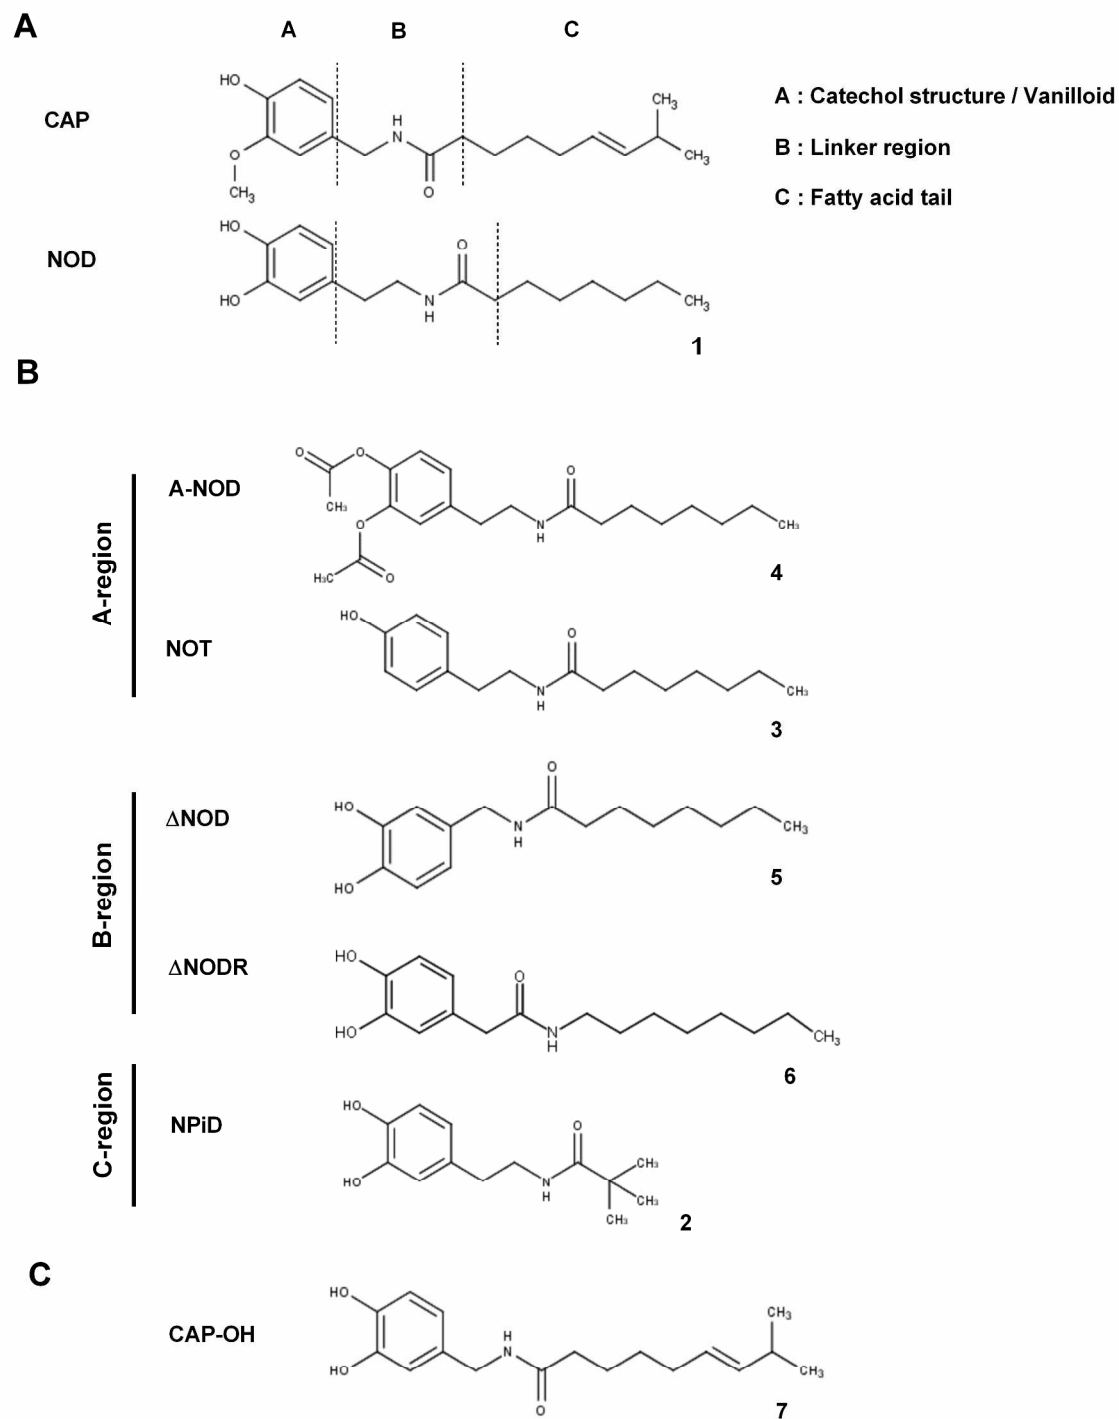 A
A B C
CAP
HO
O
CH₃
H
N
O
CH₃
CH₃
A : Catechol structure / Vanilloid
B : Linker region
C : Fatty acid tail
NOD
HO
HO
O
N
H
CH₃
1
B
A-region
A-NOD
O
O
CH₃
O
H₃C
O
O
N
H
CH₃
4
NOT
HO
O
N
H
CH₃
3
B-region
ΔNOD
HO
HO
O
N
H
CH₃
5
ΔNODR
HO
HO
O
N
H
CH₃
6
C-region
NPiD
HO
HO
O
N
H
CH₃
CH₃
CH₃
2
C
CAP-OH
HO
HO
H
N
O
CH₃
CH₃
7